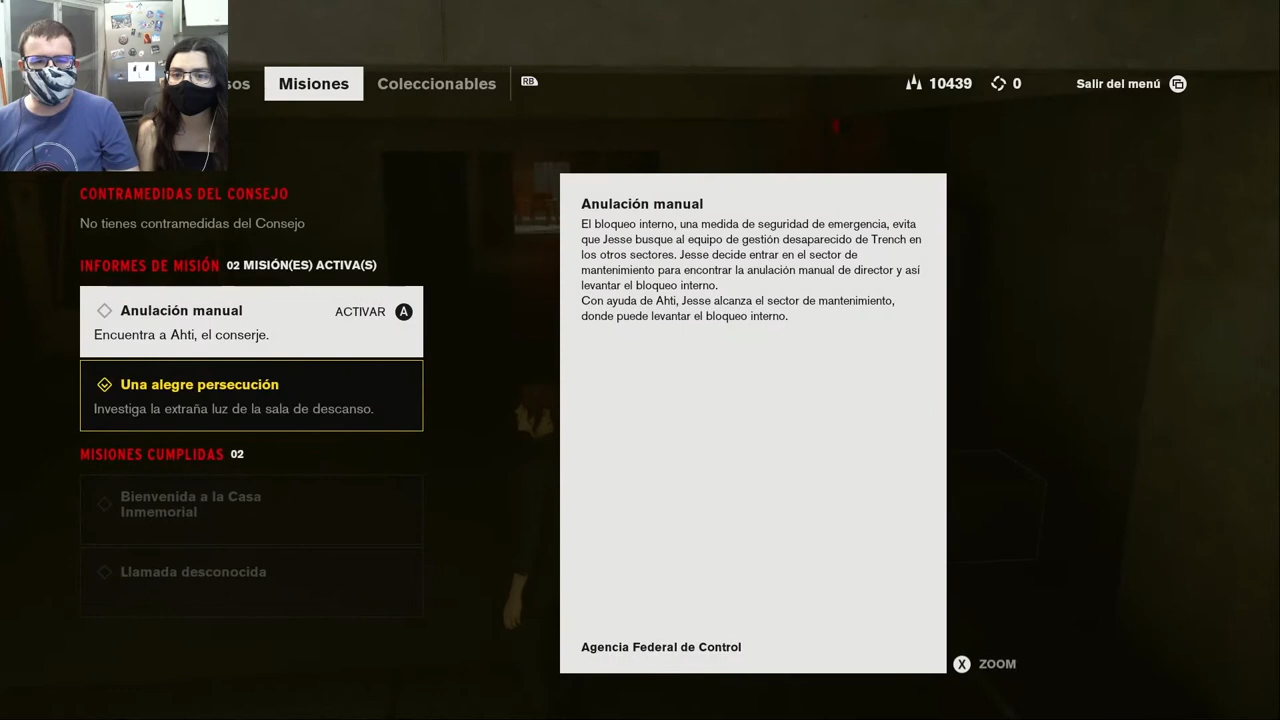 sos
Misiones
Coleccionables
RB
10439
0
Salir del menú
CONTRAMEDIDAS DEL CONSEJO
No tienes contramedidas del Consejo
INFORMES DE MISIÓN 02 MISIÓN(ES) ACTIVA(S)
Anulación manual
ACTIVAR A
Encuentra a Ahti, el conserje.
Una alegre persecución
Investiga la extraña luz de la sala de descanso.
MISIONES CUMPLIDAS 02
Bienvenida a la Casa
Inmemorial
Llamada desconocida
Anulación manual
El bloqueo interno, una medida de seguridad de emergencia, evita
que Jesse busque al equipo de gestión desaparecido de Trench en
los otros sectores. Jesse decide entrar en el sector de
mantenimiento para encontrar la anulación manual de director y así
levantar el bloqueo interno.
Con ayuda de Ahti, Jesse alcanza el sector de mantenimiento,
donde puede levantar el bloqueo interno.
Agencia Federal de Control
X ZOOM